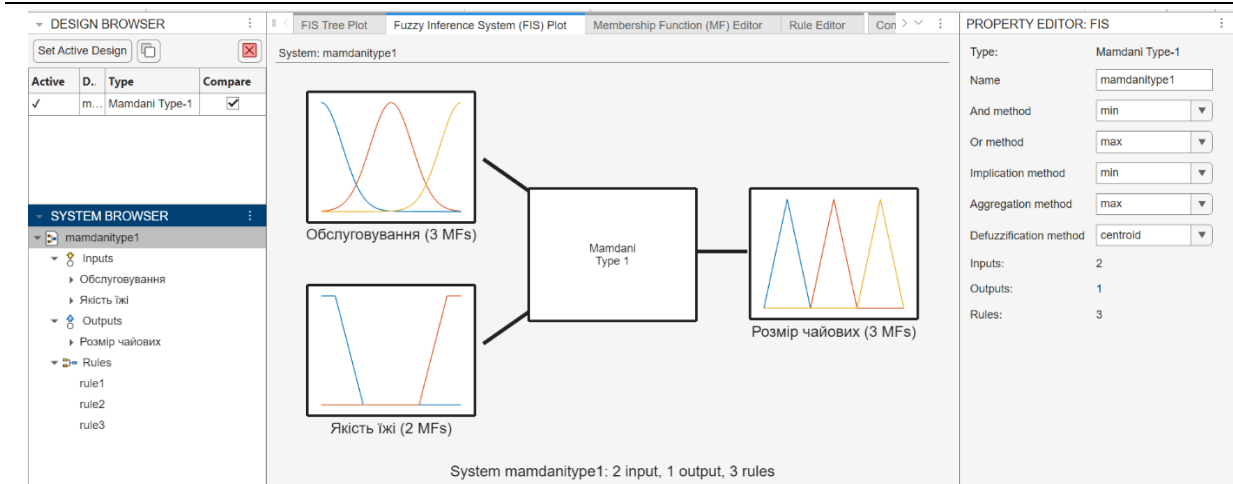 DESIGN BROWSER
Set Active Design
Active D.. Type Compare
✓ m... Mamdani Type-1
SYSTEM BROWSER
mamdanitype1
Inputs
Обслуговування
Якість їжі
Outputs
Розмір чайових
Rules
rule1
rule2
rule3
FIS Tree Plot Fuzzy Inference System (FIS) Plot Membership Function (MF) Editor Rule Editor Con
System: mamdanitype1
Обслуговування (3 MFs)
Mamdani
Type 1
Розмір чайових (3 MFs)
Якість їжі (2 MFs)
System mamdanitype1: 2 input, 1 output, 3 rules
PROPERTY EDITOR: FIS
Type: Mamdani Type-1
Name mamdanitype1
And method min
Or method max
Implication method min
Aggregation method max
Defuzzification method centroid
Inputs: 2
Outputs: 1
Rules: 3